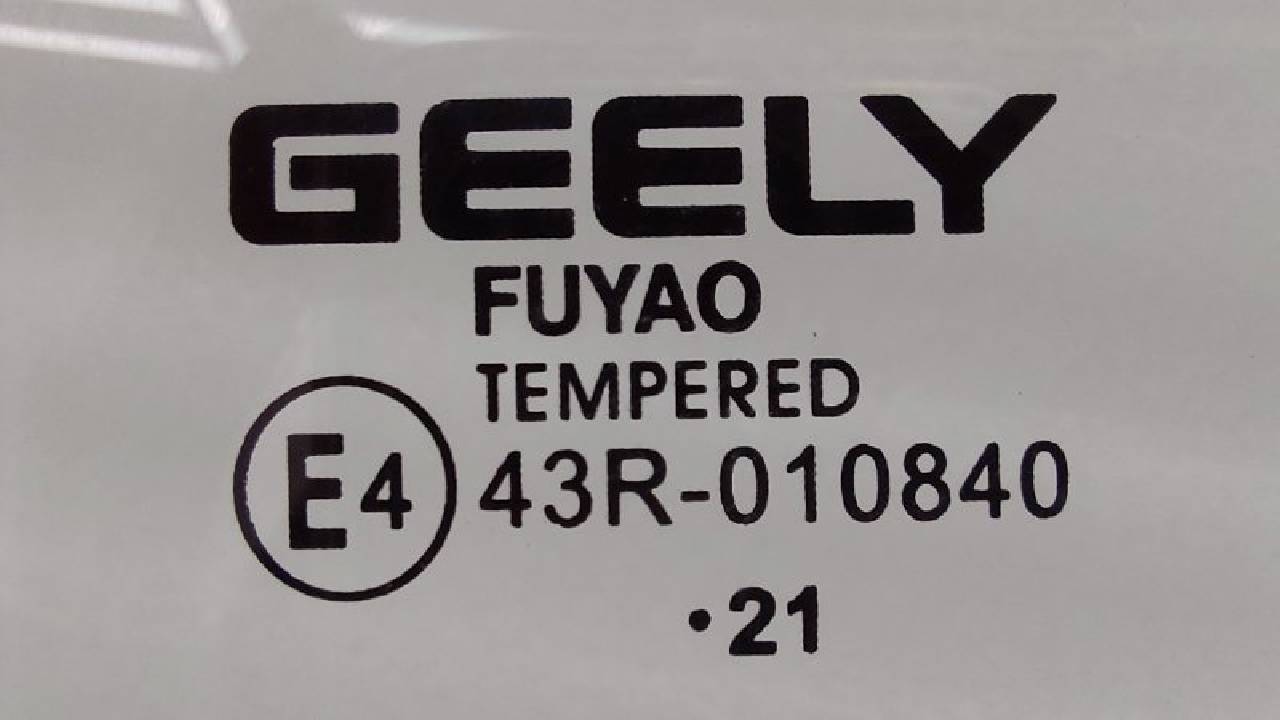 GEELY
FUYAO
TEMPERED
E4 43R-010840
·21